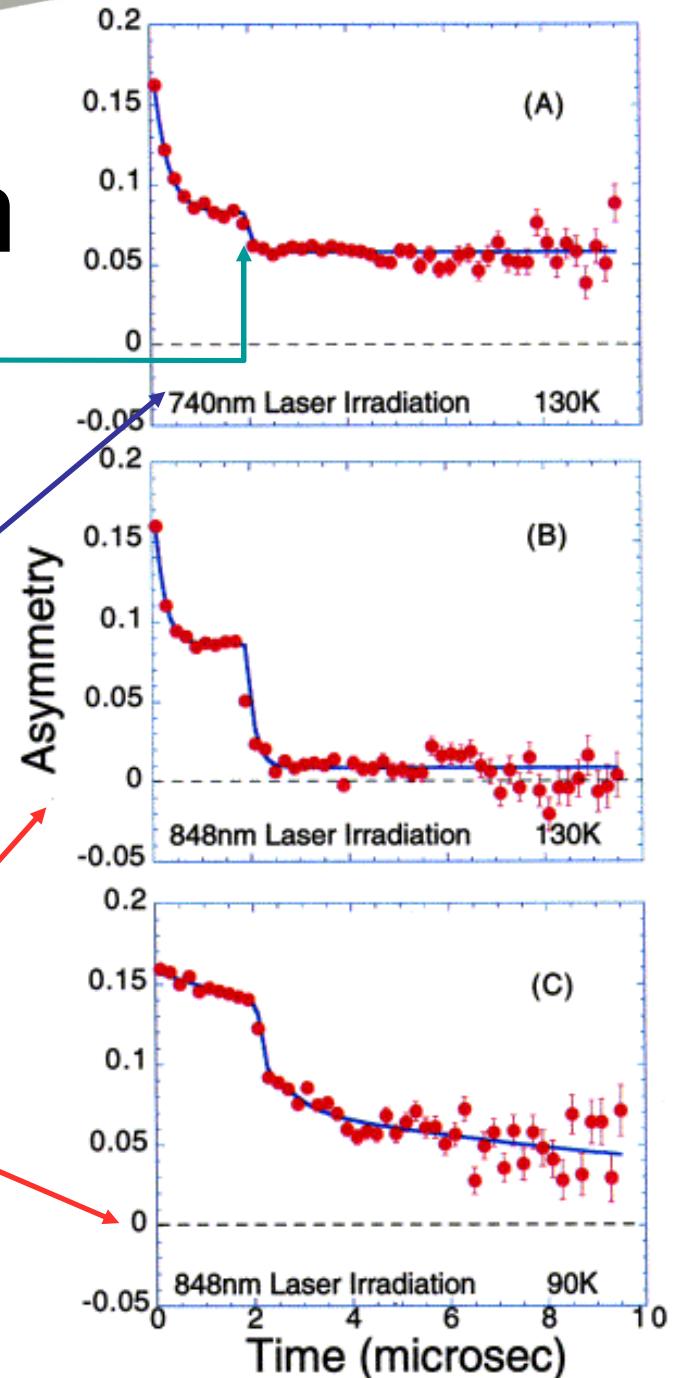 n
0.2
0.15
(A)
0.1
0.05
0
740nm Laser Irradiation 130K
-0.05
0.2
0.15
(B)
0.1
0.05
0
848nm Laser Irradiation 130K
-0.05
Asymmetry
0.2
0.15
(C)
0.1
0.05
0
848nm Laser Irradiation 90K
-0.05
0 2 4 6 8 10
Time (microsec)